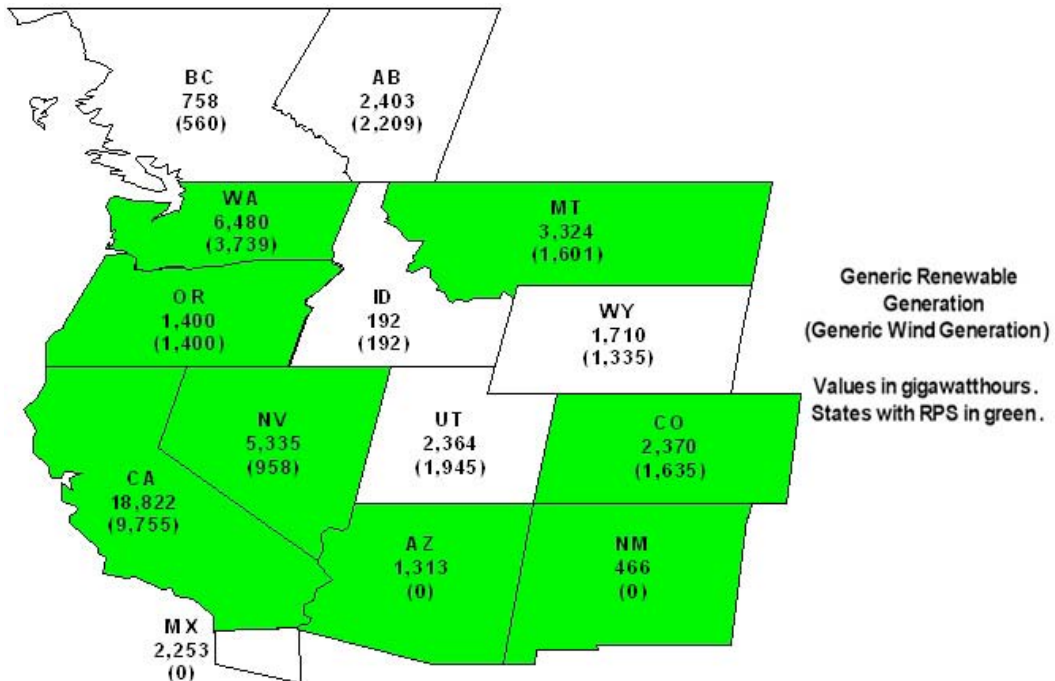 BC
758
(560)
AB
2,403
(2,209)
WA
6,480
(3,739)
MT
3,324
(1,601)
OR
1,400
(1,400)
ID
192
(192)
WY
1,710
(1,335)
Generic Renewable
Generation
(Generic Wind Generation)
Values in gigawatthours.
States with RPS in green.
NV
5,335
(958)
UT
2,364
(1,945)
CO
2,370
(1,635)
CA
18,822
(9,755)
AZ
1,313
(0)
NM
466
(0)
MX
2,253
(0)